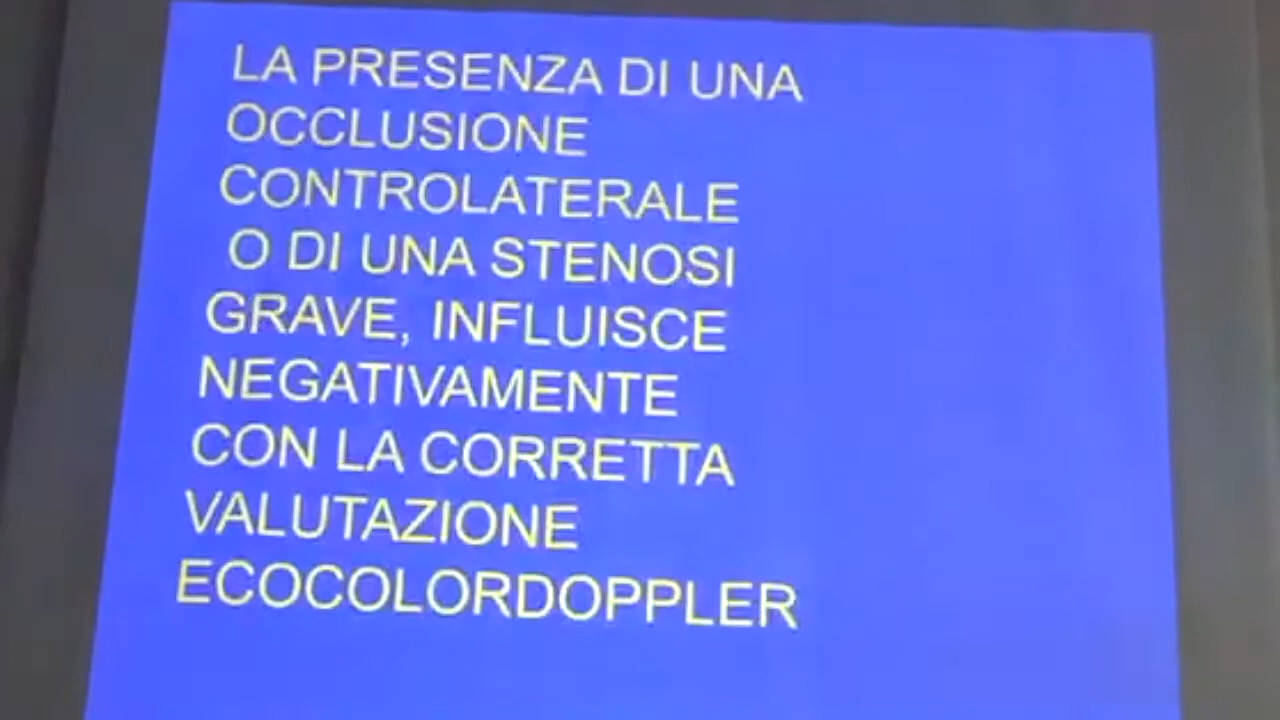 LA PRESENZA DI UNA
OCCLUSIONE
CONTROLATERALE
O DI UNA STENOSI
GRAVE, INFLUISCE
NEGATIVAMENTE
CON LA CORRETTA
VALUTAZIONE
ECOCOLORDOPPLER